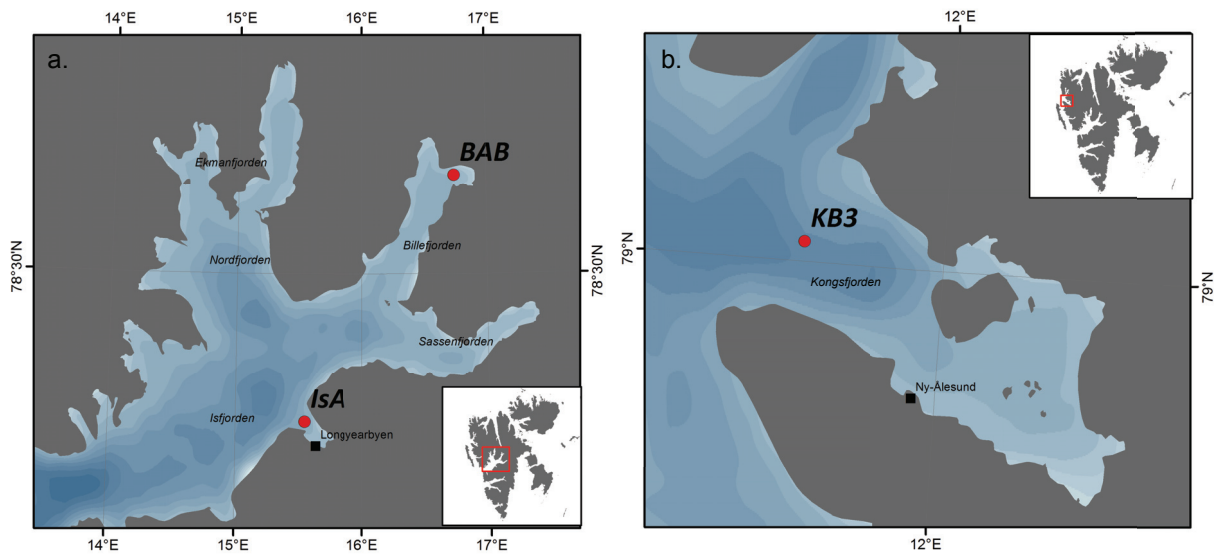 14°E 15°E 16°E 17°E
a.
Ekmanfjorden
BAB
Billefjorden
Nordfjorden
78°30'N
78°30'N
Sassenfjorden
IsA
Isfjorden
Longyearbyen
14°E 15°E 16°E 17°E
12°E
b.
KB3
79°N
Kongsfjorden
79°N
Ny-Ålesund
12°E